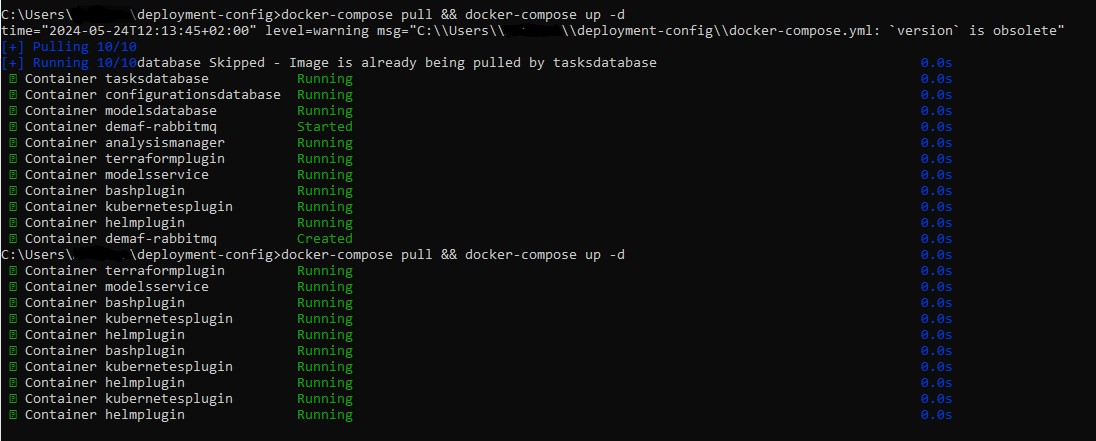 C:\Users\ \deployment-config>docker-compose pull && docker-compose up -d
time="2024-05-24T12:13:45+02:00" level=warning msg="C:\\Users\\ \\deployment-config\\docker-compose.yml: `version` is obsolete"
[+] Pulling 10/10
[+] Running 10/10database Skipped - Image is already being pulled by tasksdatabase 0.0s
Container tasksdatabase Running 0.0s
Container configurationsdatabase Running 0.0s
Container modelsdatabase Running 0.0s
Container demaf-rabbitmq Started 0.0s
Container analysismanager Running 0.0s
Container terraformplugin Running 0.0s
Container modelsservice Running 0.0s
Container bashplugin Running 0.0s
Container kubernetesplugin Running 0.0s
Container helmplugin Running 0.0s
Container demaf-rabbitmq Created 0.0s
C:\Users\ \deployment-config>docker-compose pull && docker-compose up -d 0.0s
Container terraformplugin Running 0.0s
Container modelsservice Running 0.0s
Container bashplugin Running 0.0s
Container kubernetesplugin Running 0.0s
Container helmplugin Running 0.0s
Container bashplugin Running 0.0s
Container kubernetesplugin Running 0.0s
Container helmplugin Running 0.0s
Container kubernetesplugin Running 0.0s
Container helmplugin Running 0.0s